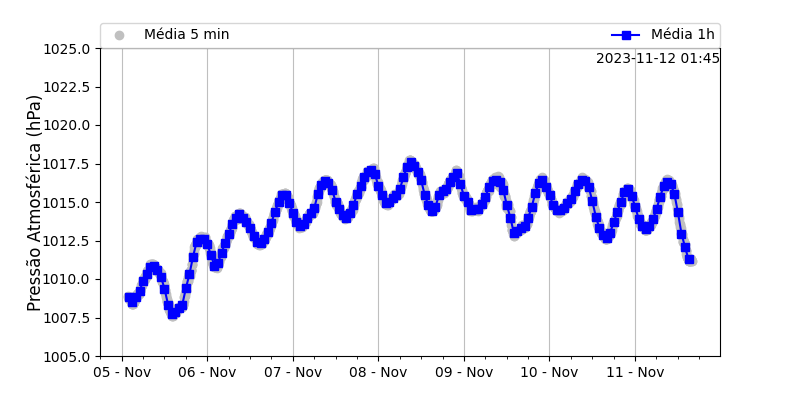 Média 5 min
Média 1h
2023-11-12 01:45
Pressão Atmosférica (hPa)
1025.0
1022.5
1020.0
1017.5
1015.0
1012.5
1010.0
1007.5
1005.0
05 - Nov
06 - Nov
07 - Nov
08 - Nov
09 - Nov
10 - Nov
11 - Nov